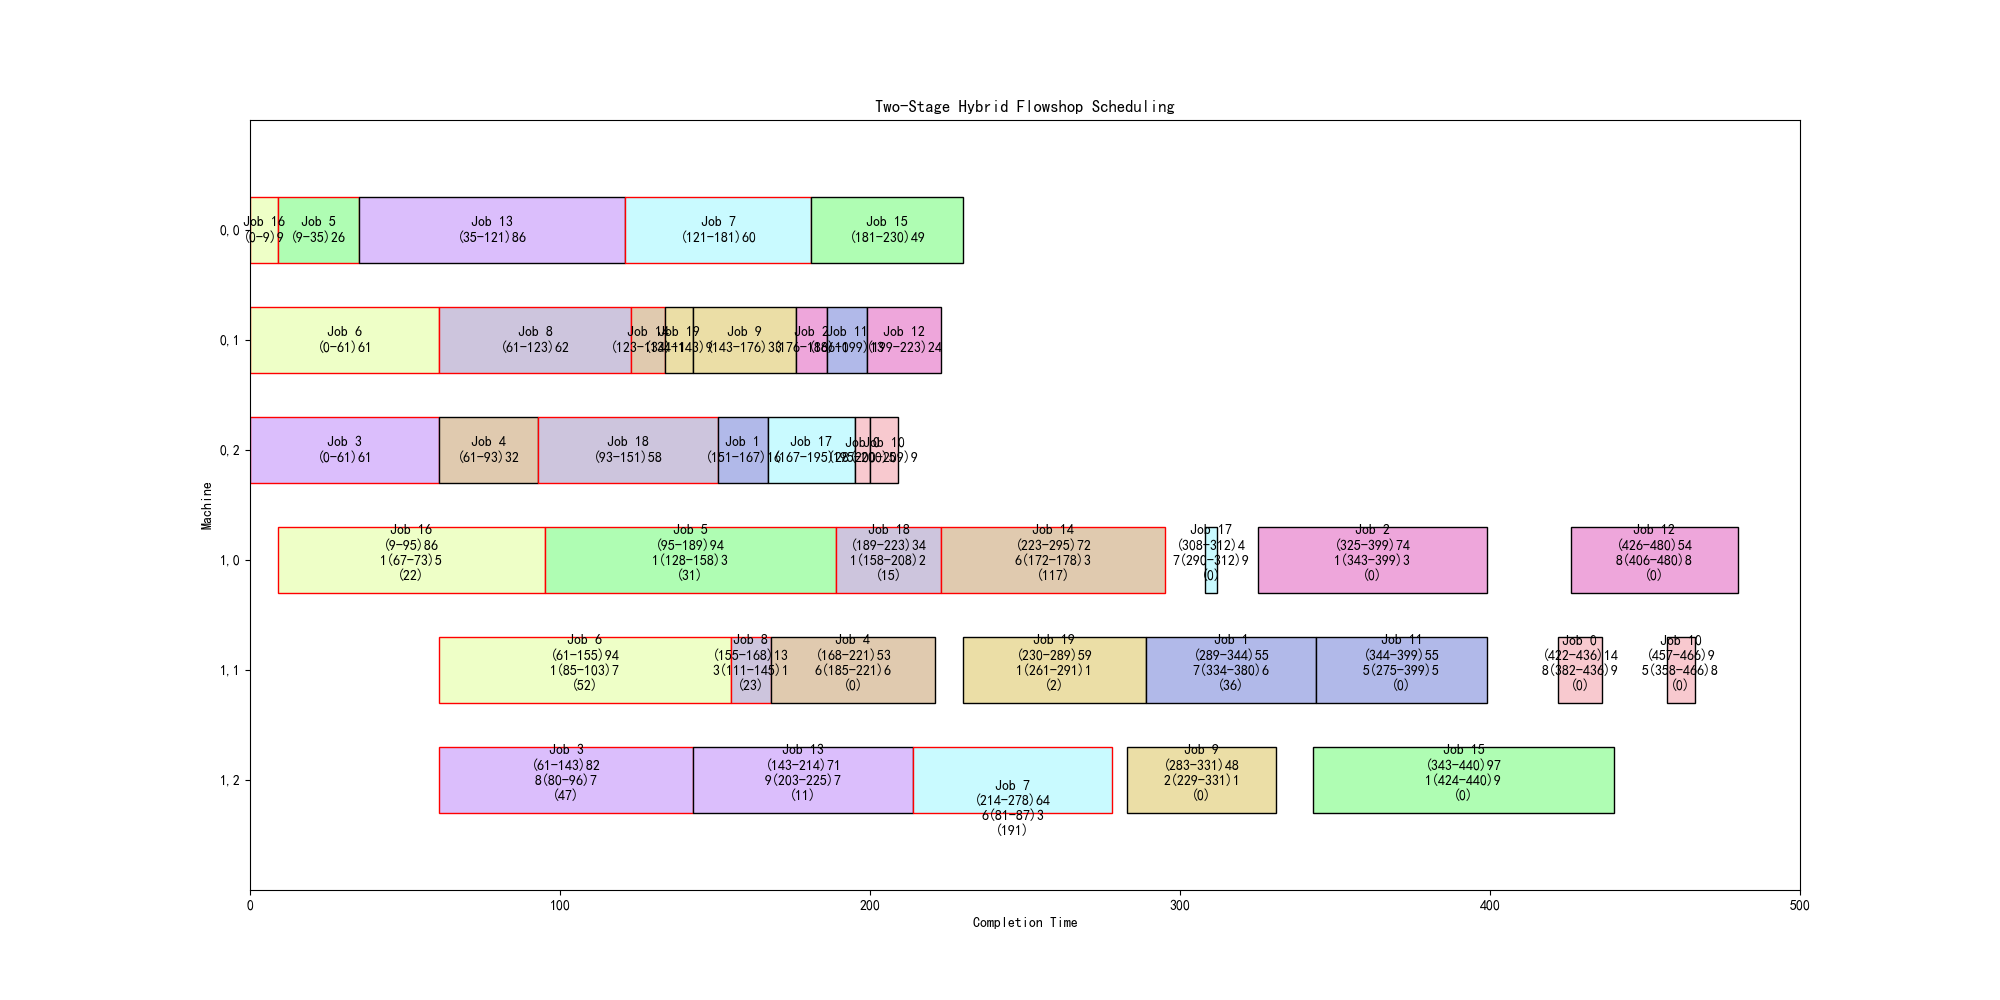 Two-Stage Hybrid Flowshop Scheduling
Machine
0,0
Job 16
(0-9)9
Job 5
(9-35)26
Job 13
(35-121)86
Job 7
(121-181)60
Job 15
(181-230)49
0,1
Job 6
(0-61)61
Job 8
(61-123)62
Job 14
Job 19
(134-143)9
Job 9
(143-176)33
Job 2
Job 11
(186-199)13
Job 12
(199-223)24
0,2
Job 3
(0-61)61
Job 4
(61-93)32
Job 18
(93-151)58
Job 1
(151-167)16
Job 17
(167-195)28
Job 0
Job 10
(200-209)9
1,0
Job 16
(9-95)86
1(67-73)5
(22)
Job 5
(95-189)94
1(128-158)3
(31)
Job 18
(189-223)34
1(158-208)2
(15)
Job 14
(223-295)72
6(172-178)3
(117)
Job 17
(308-312)4
7(290-312)9
(0)
Job 2
(325-399)74
1(343-399)3
(0)
Job 12
(426-480)54
8(406-480)8
(0)
1,1
Job 6
(61-155)94
1(85-103)7
(52)
Job 8
(155-168)13
3(111-145)1
(23)
Job 4
(168-221)53
6(185-221)6
(0)
Job 19
(230-289)59
1(261-291)1
(2)
Job 1
(289-344)55
7(334-380)6
(36)
Job 11
(344-399)55
5(275-399)5
(0)
Job 0
(422-436)14
8(382-436)9
(0)
Job 10
(457-466)9
5(358-466)8
(0)
1,2
Job 3
(61-143)82
8(80-96)7
(47)
Job 13
(143-214)71
9(203-225)7
(11)
Job 7
(214-278)64
6(81-87)3
(191)
Job 9
(283-331)48
2(229-331)1
(0)
Job 15
(343-440)97
1(424-440)9
(0)
0
100
200
300
400
500
Completion Time